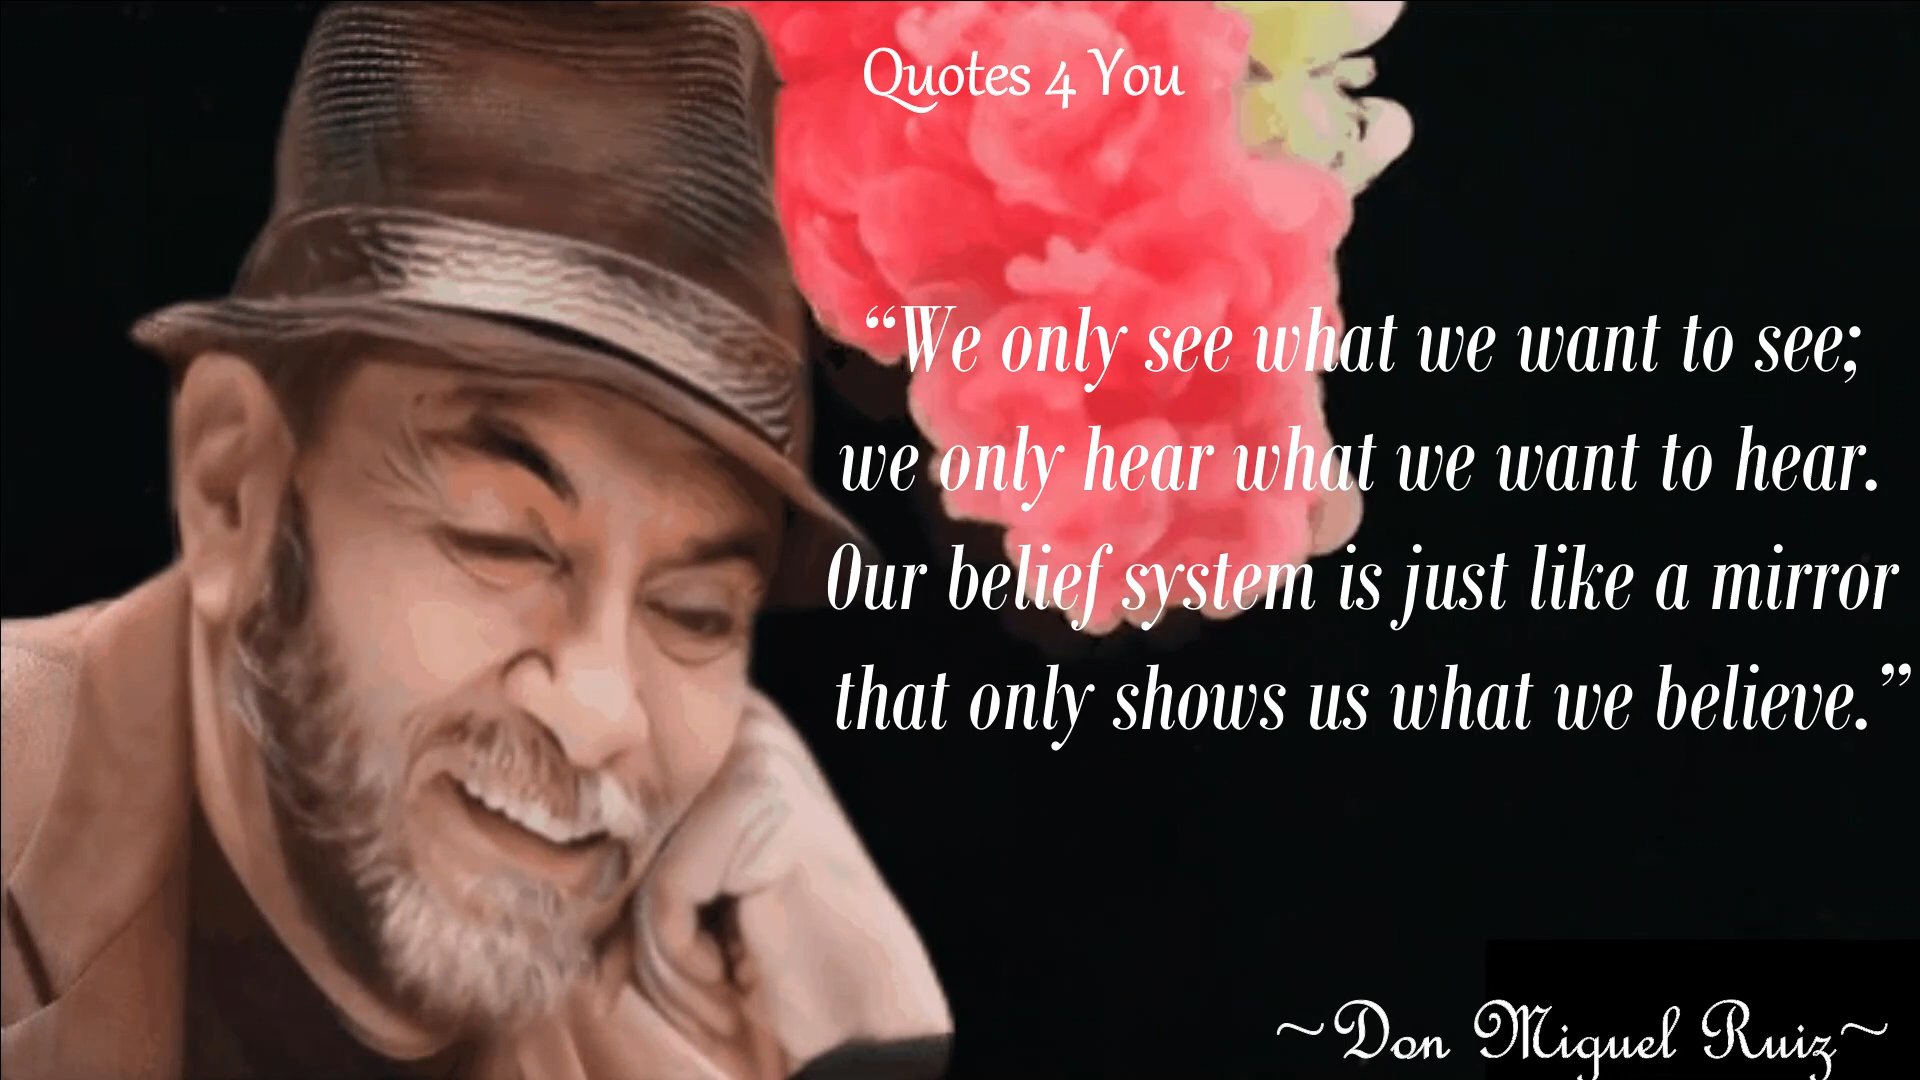 Quotes 4 You
“We only see what we want to see;
we only hear what we want to hear.
Our belief system is just like a mirror
that only shows us what we believe.”
~Don Miguel Ruiz~